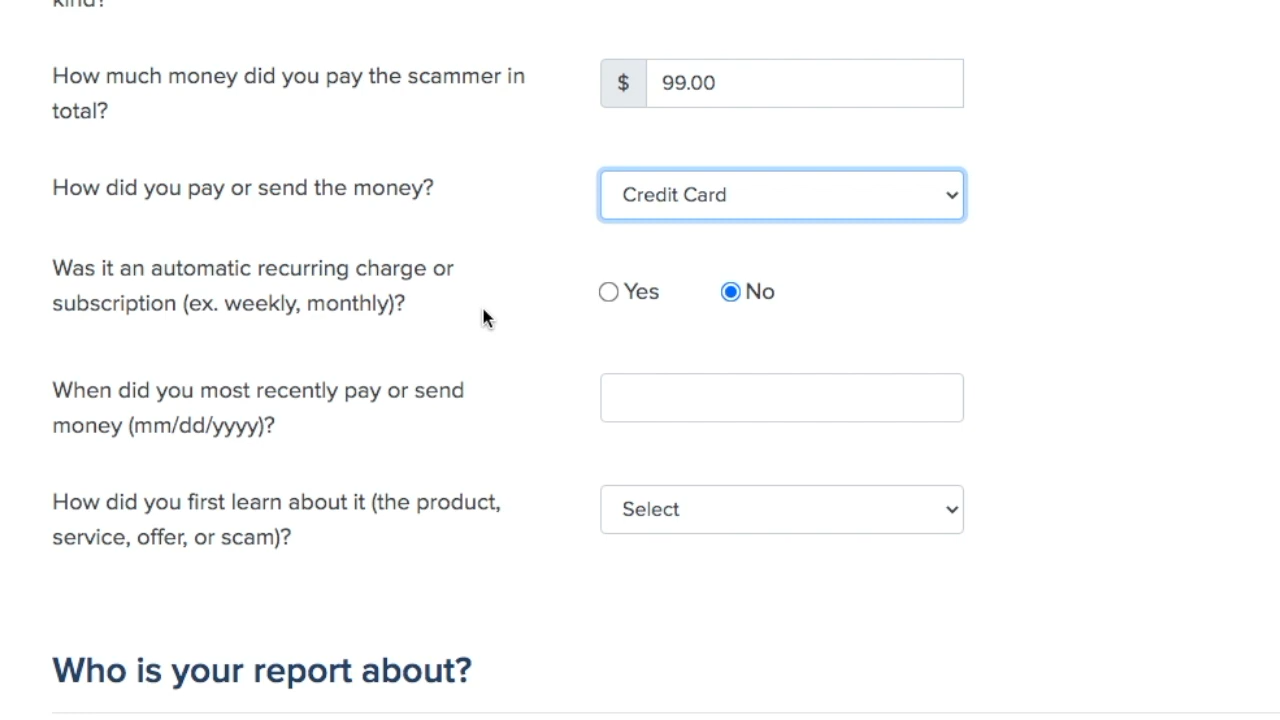 kind?
How much money did you pay the scammer in
total?
$ 99.00
How did you pay or send the money?
Credit Card
Was it an automatic recurring charge or
subscription (ex. weekly, monthly)?
Yes No
When did you most recently pay or send
money (mm/dd/yyyy)?
How did you first learn about it (the product,
service, offer, or scam)?
Select
Who is your report about?